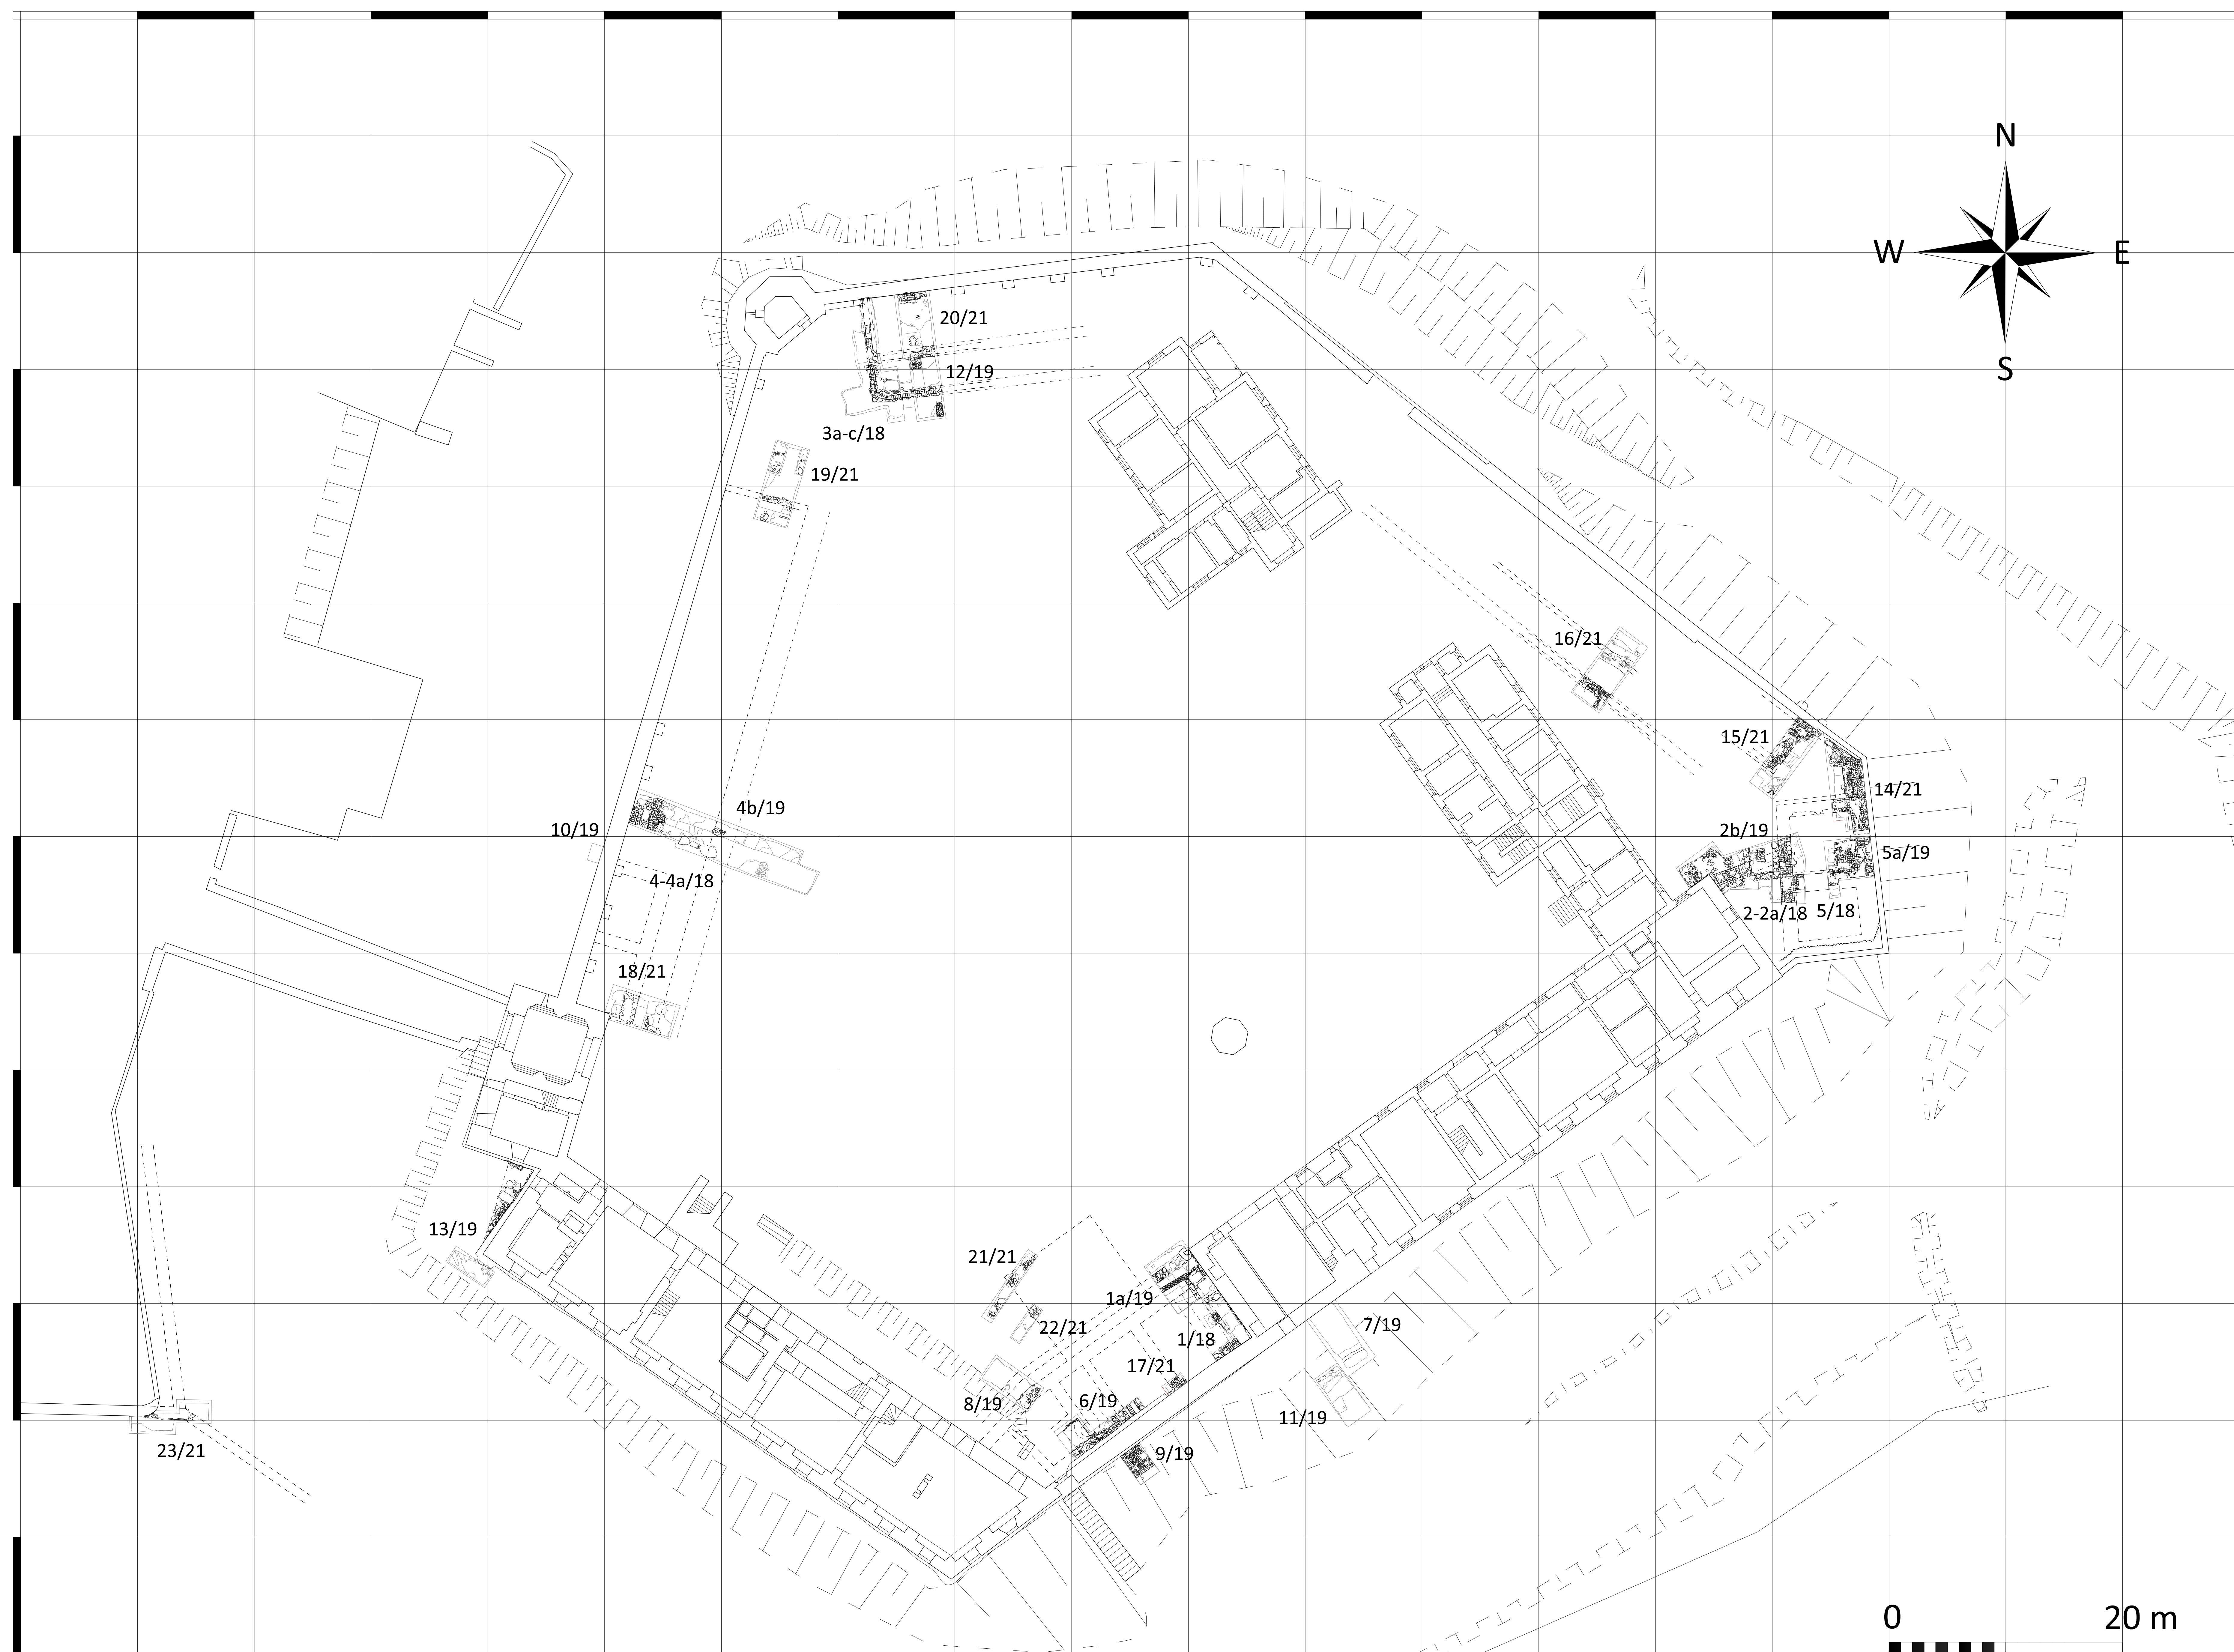 N
W E
S
20/21
12/19
3a-c/18
19/21
16/21
15/21
14/21
4b/19
10/19
2b/19
5a/19
4-4a/18
2-2a/18 5/18
18/21
13/19
21/21
1a/19
22/21
7/19
1/18
17/21
8/19
6/19
11/19
23/21
9/19
0 20 m